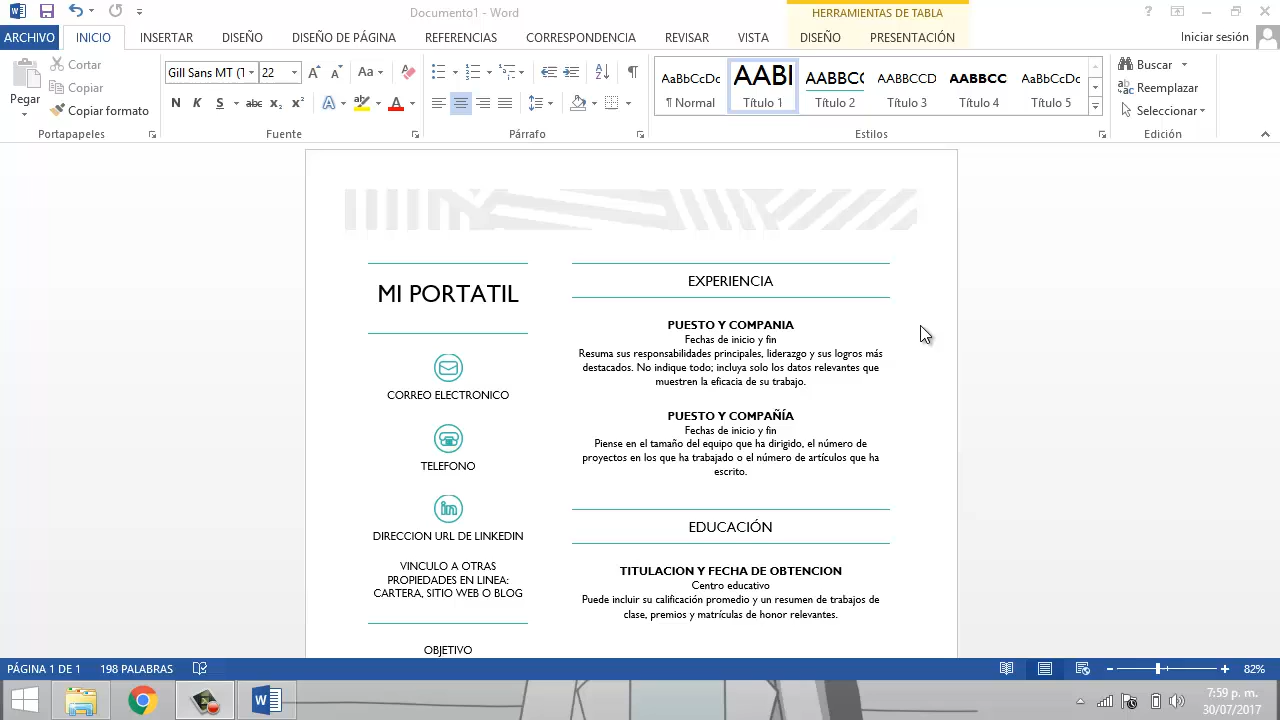 Documento1 - Word
HERRAMIENTAS DE TABLA
ARCHIVO INICIO INSERTAR DISEÑO DISEÑO DE PÁGINA REFERENCIAS CORRESPONDENCIA REVISAR VISTA DISEÑO PRESENTACIÓN Iniciar sesión
Pegar
Cortar
Copiar
Copiar formato
Portapapeles
Gill Sans MT (T 22
Aa
N K S abc x₂ x²
Fuente
Párrafo
AaBbCcDc AABI AABBCC AABBCCD AABBCC AaBbCcDc
¶ Normal Título 1 Título 2 Título 3 Título 4 Título 5
Estilos
Buscar
Reemplazar
Seleccionar
Edición
MI PORTATIL
CORREO ELECTRONICO
TELEFONO
in
DIRECCION URL DE LINKEDIN
VINCULO A OTRAS
PROPIEDADES EN LINEA:
CARTERA, SITIO WEB O BLOG
OBJETIVO
EXPERIENCIA
PUESTO Y COMPANIA
Fechas de inicio y fin
Resuma sus responsabilidades principales, liderazgo y sus logros más
destacados. No indique todo; incluya solo los datos relevantes que
muestren la eficacia de su trabajo.
PUESTO Y COMPAÑÍA
Fechas de inicio y fin
Piense en el tamaño del equipo que ha dirigido, el número de
proyectos en los que ha trabajado o el número de artículos que ha
escrito.
EDUCACIÓN
TITULACION Y FECHA DE OBTENCION
Centro educativo
Puede incluir su calificación promedio y un resumen de trabajos de
clase, premios y matrículas de honor relevantes.
PÁGINA 1 DE 1 198 PALABRAS 82%
7:59 p. m.
30/07/2017